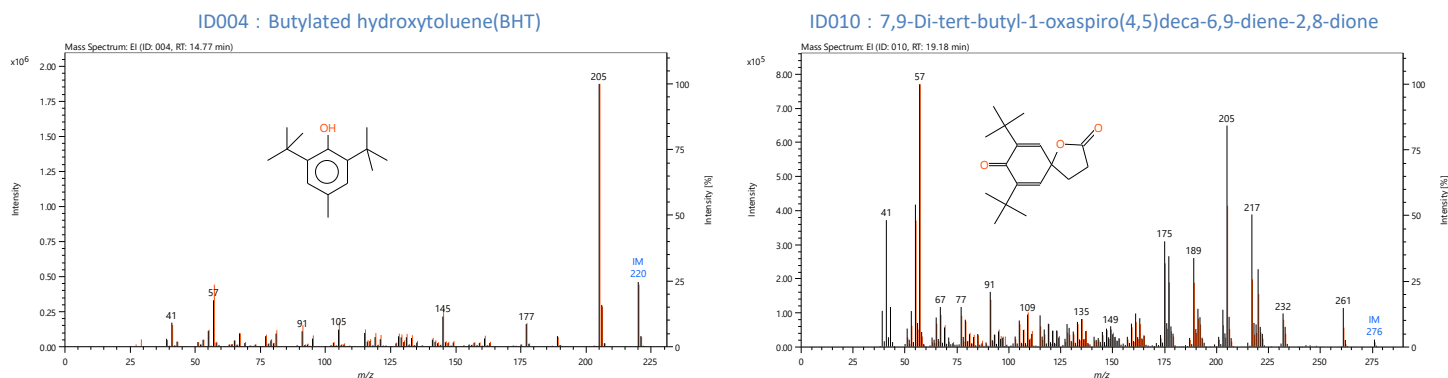 ID004 : Butylated hydroxytoluene(BHT)
Mass Spectrum: EI (ID: 004, RT: 14.77 min)
x10⁶
2.00
1.75
1.50
1.25
1.00
0.75
0.50
0.25
0.00
Intensity
100
75
50
25
0
Intensity [%]
OH
41
57
91
105
145
177
205
IM
220
0 25 50 75 100 125 150 175 200 225
m/z
ID010 : 7,9-Di-tert-butyl-1-oxaspiro(4,5)deca-6,9-diene-2,8-dione
Mass Spectrum: EI (ID: 010, RT: 19.18 min)
x10⁵
8.00
7.00
6.00
5.00
4.00
3.00
2.00
1.00
0.00
Intensity
100
75
50
25
0
Intensity [%]
O
O
O
41
57
67
77
91
109
135
149
175
189
205
217
232
261
IM
276
0 25 50 75 100 125 150 175 200 225 250 275
m/z